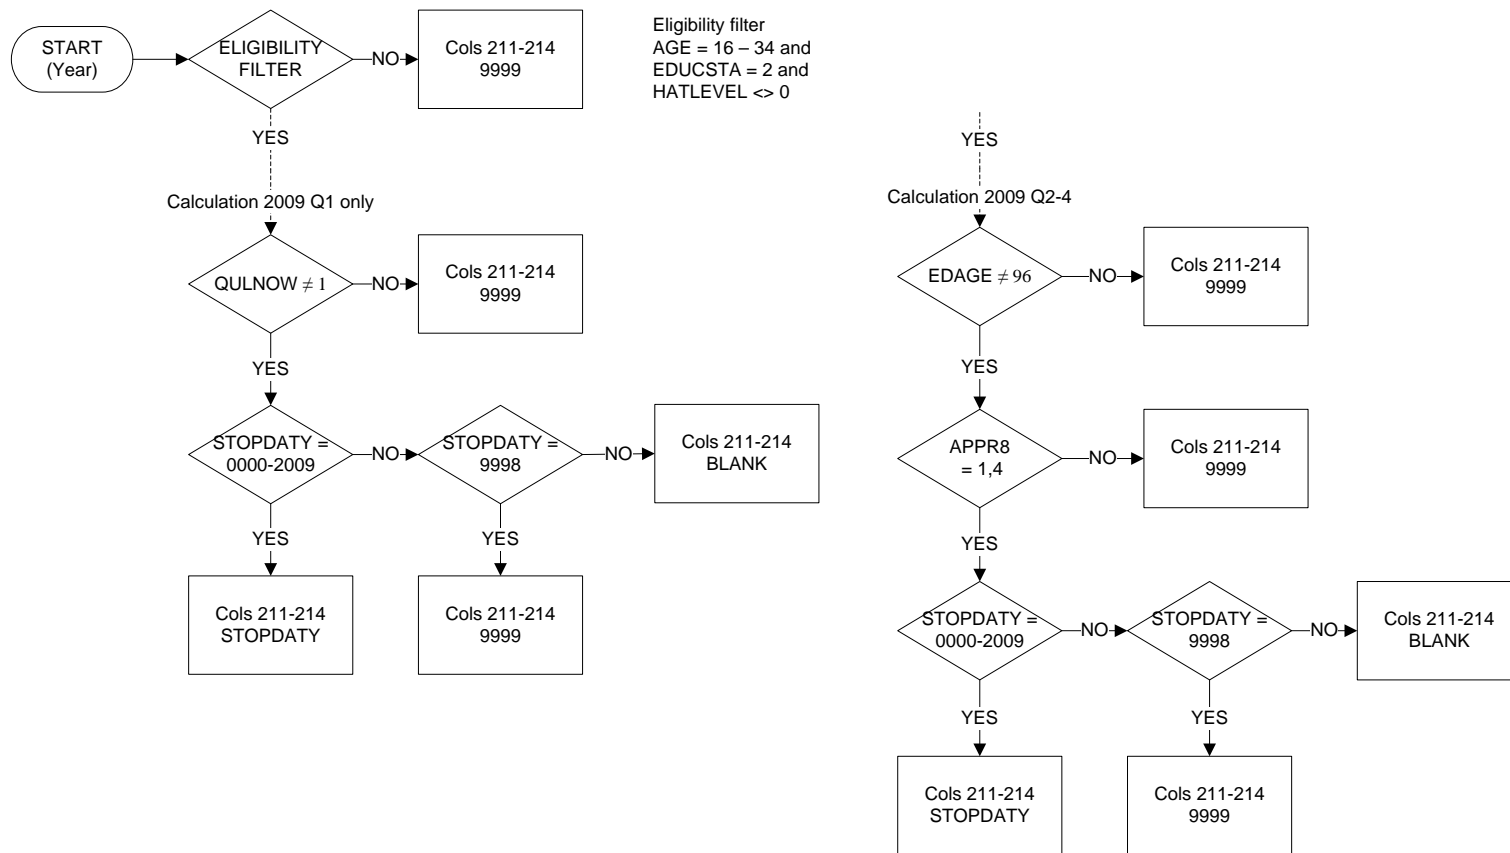 START
(Year)
ELIGIBILITY
FILTER
NO
Cols 211-214
9999
Eligibility filter
AGE = 16 – 34 and
EDUCSTA = 2 and
HATLEVEL <> 0
YES
Calculation 2009 Q1 only
QULNOW ≠ 1
NO
Cols 211-214
9999
YES
STOPDATY =
0000-2009
NO
STOPDATY =
9998
NO
Cols 211-214
BLANK
YES
YES
Cols 211-214
STOPDATY
Cols 211-214
9999
YES
Calculation 2009 Q2-4
EDAGE ≠ 96
NO
Cols 211-214
9999
YES
APPR8
= 1,4
NO
Cols 211-214
9999
YES
STOPDATY =
0000-2009
NO
STOPDATY =
9998
NO
Cols 211-214
BLANK
YES
YES
Cols 211-214
STOPDATY
Cols 211-214
9999